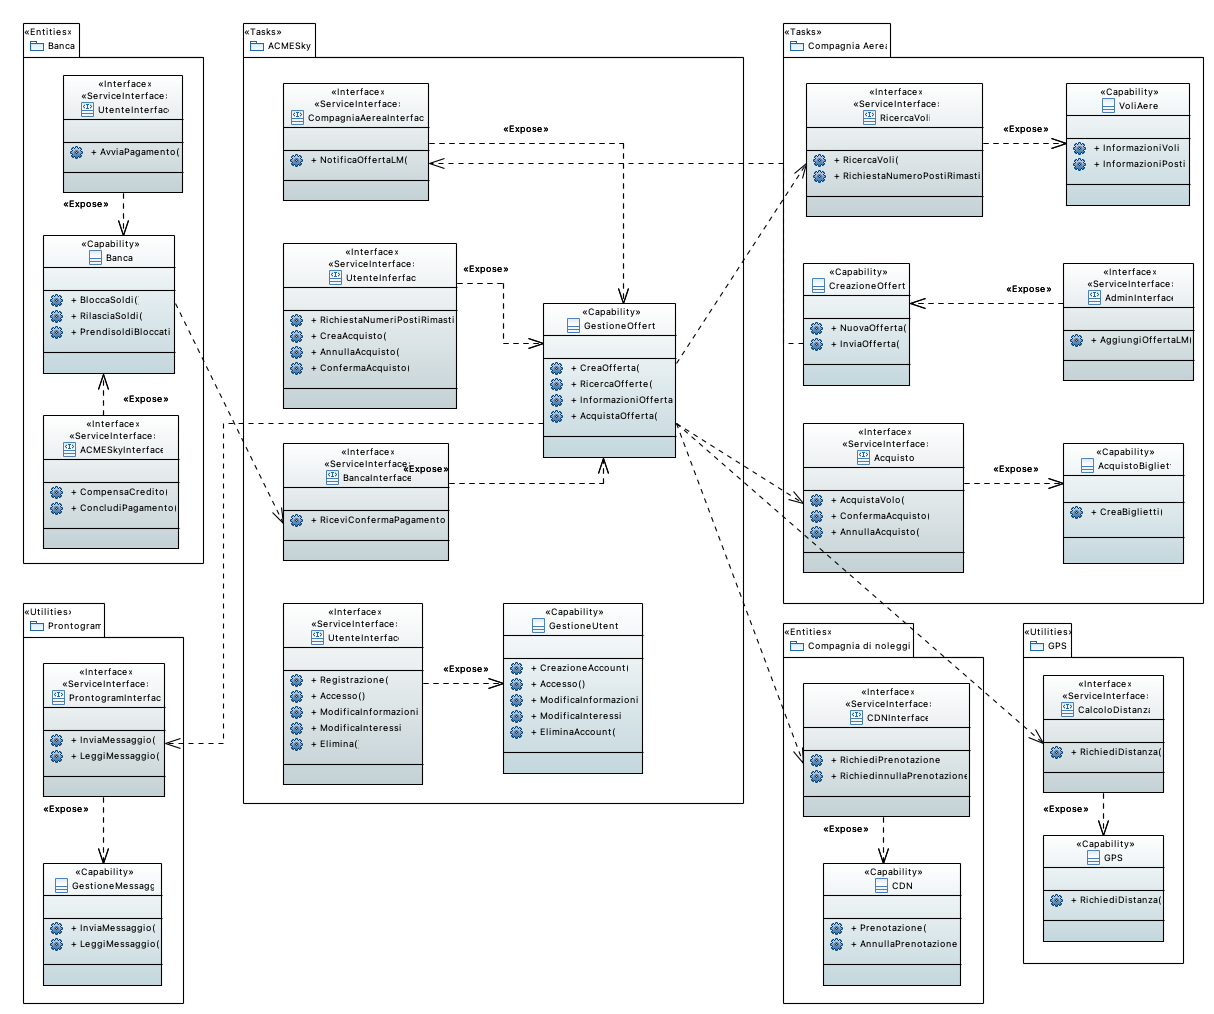 «Entities»
Banca
«Interface»
«ServiceInterface:
UtenteInterfac
+ AvviaPagamento(
«Expose»
«Capability»
Banca
+ BloccaSoldi(
+ RilasciaSoldi(
+ PrendisoldiBloccati
«Expose»
«Interface»
«ServiceInterface:
ACMESkyInterface
+ CompensaCredito(
+ ConcludiPagamento(
«Utilities»
Prontogram
«Interface»
«ServiceInterface:
ProntogramInterfac
+ InviaMessaggio(
+ LeggiMessaggio(
«Expose»
«Capability»
GestioneMessagg
+ InviaMessaggio(
+ LeggiMessaggio(
«Tasks»
ACMESky
«Interface»
«ServiceInterface:
CompagniaAereaInterfac
+ NotificaOffertaLM(
«Expose»
«Interface»
«ServiceInterface:
UtenteInferfac
+ RichiestaNumeriPostiRimasti
+ CreaAcquisto(
+ AnnullaAcquisto(
+ ConfermaAcquisto(
«Expose»
«Capability»
GestioneOffert
+ CreaOfferta(
+ RicercaOfferte(
+ InformazioniOfferta
+ AcquistaOfferta(
«Interface»
«ServiceInterface:
BancaInterface
+ RiceviConfermaPagamento
«Expose»
«Interface»
«ServiceInterface:
UtenteInterfac
+ Registrazione(
+ Accesso()
+ ModificaInformazioni
+ ModificaInteressi
+ Elimina(
«Expose»
«Capability»
GestioneUtent
+ CreazioneAccount(
+ Accesso()
+ ModificaInformazioni
+ ModificaInteressi
+ EliminaAccount(
«Tasks»
Compagnia Aerea
«Interface»
«ServiceInterface:
RicercaVoli
+ RicercaVoli(
+ RichiestaNumeroPostiRimasti
«Expose»
«Capability»
VoliAere
+ InformazioniVoli
+ InformazioniPosti
«Capability»
CreazioneOffert
+ NuovaOfferta(
+ InviaOfferta(
«Expose»
«Interface»
«ServiceInterface:
AdminInterface
+ AggiungiOffertaLM(
«Interface»
«ServiceInterface:
Acquisto
+ AcquistaVolo(
+ ConfermaAcquisto(
+ AnnullaAcquisto(
«Expose»
«Capability»
AcquistoBigliett
+ CreaBiglietti(
«Entities»
Compagnia di noleggi
«Interface»
«ServiceInterface:
CDNInterface
+ RichiediPrenotazione
+ RichiedinnullaPrenotazione
«Expose»
«Capability»
CDN
+ Prenotazione(
+ AnnullaPrenotazione
«Utilities»
GPS
«Interface»
«ServiceInterface:
CalcoloDistanza
+ RichiediDistanza(
«Expose»
«Capability»
GPS
+ RichiediDistanza(